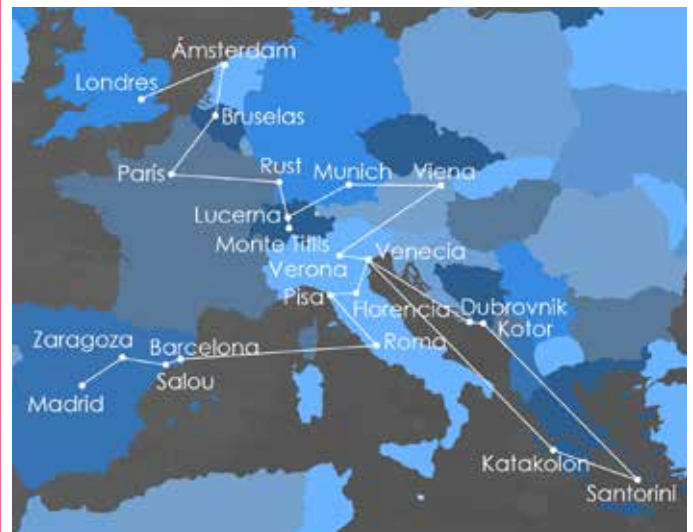 Ámsterdam
Londres
Bruselas
París
Rust
Munich
Viena
Lucerna
Monte Titlis
Verona
Venecia
Pisa
Florencia
Dubrovnik
Kotor
Zaragoza
Barcelona
Roma
Salou
Madrid
Katakolon
Santorini